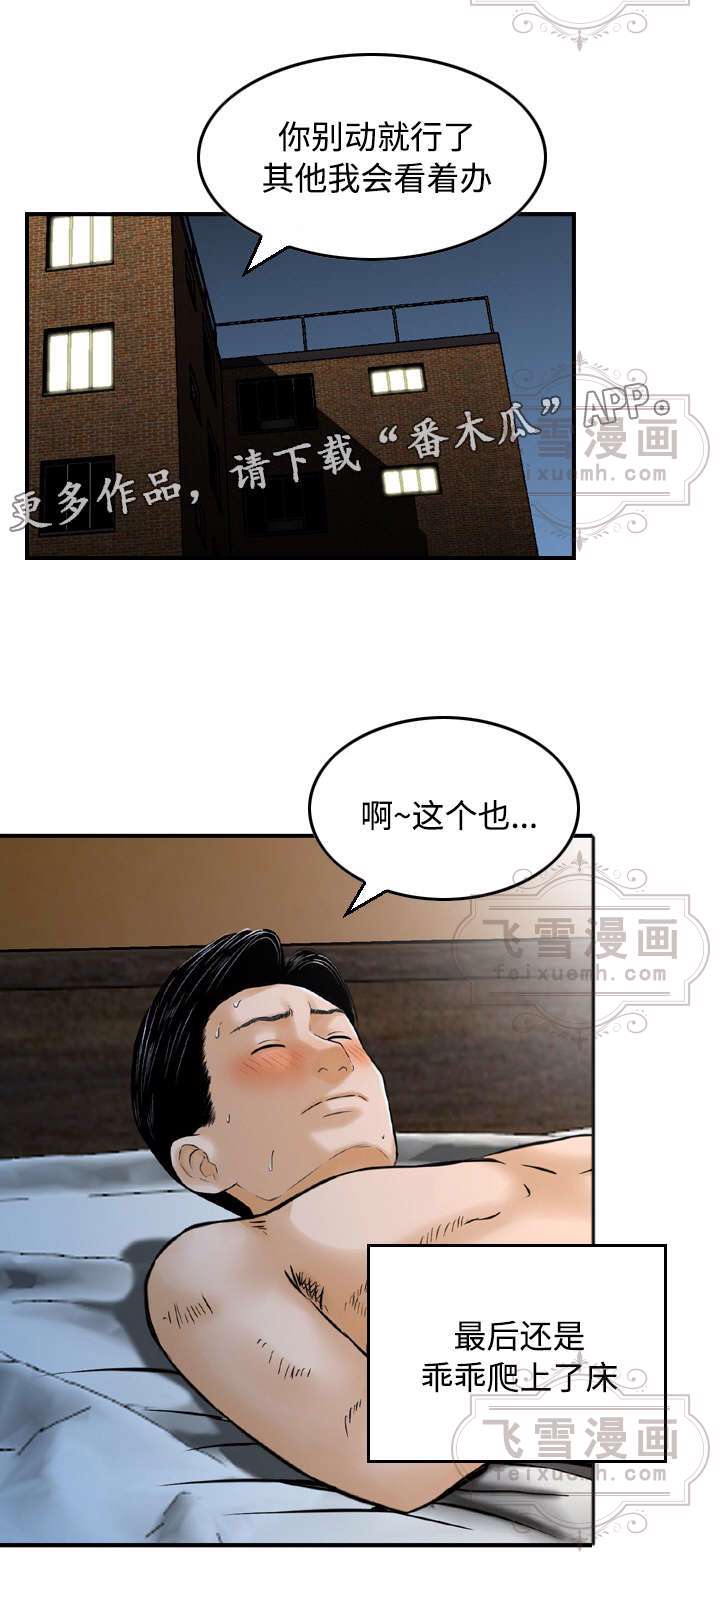 你别动就行了
其他我会看着办
更多作品，请下载“番木瓜”APP。
雪漫画
ixuemh.com
啊~这个也...
飞雪漫画
feixuemh.com
最后还是
乖乖爬上了床
飞雪漫画
feixuemh.com